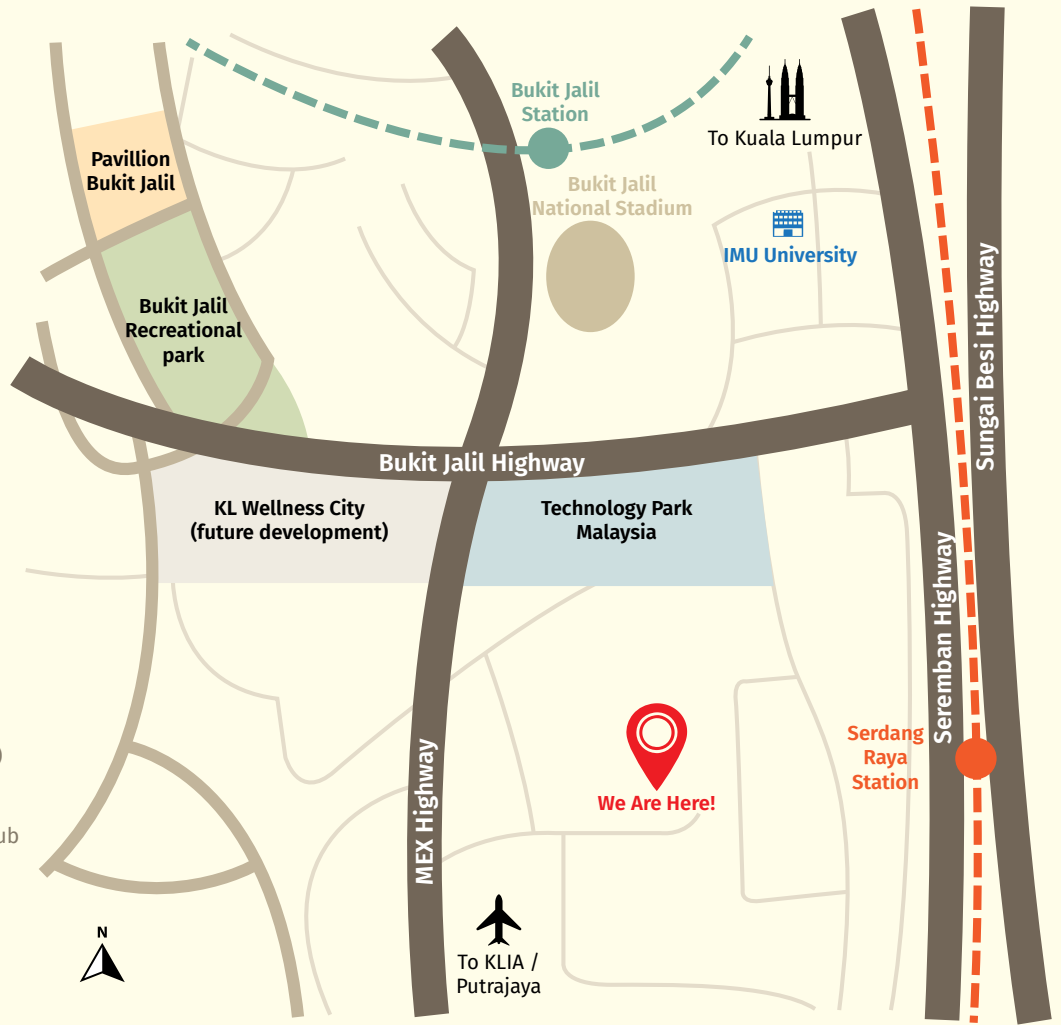 Bukit Jalil
Station
To Kuala Lumpur
Pavillion
Bukit Jalil
Bukit Jalil
National Stadium
IMU University
Bukit Jalil
Recreational
park
Sungai Besi Highway
Bukit Jalil Highway
KL Wellness City
(future development)
Technology Park
Malaysia
Seremban Highway
Serdang
Raya
Station
)
We Are Here!
MEX Highway
ub
N
To KLIA /
Putrajaya